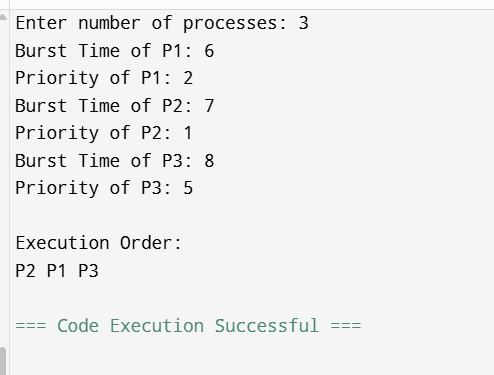 Enter number of processes: 3
Burst Time of P1: 6
Priority of P1: 2
Burst Time of P2: 7
Priority of P2: 1
Burst Time of P3: 8
Priority of P3: 5
Execution Order:
P2 P1 P3
=== Code Execution Successful ===